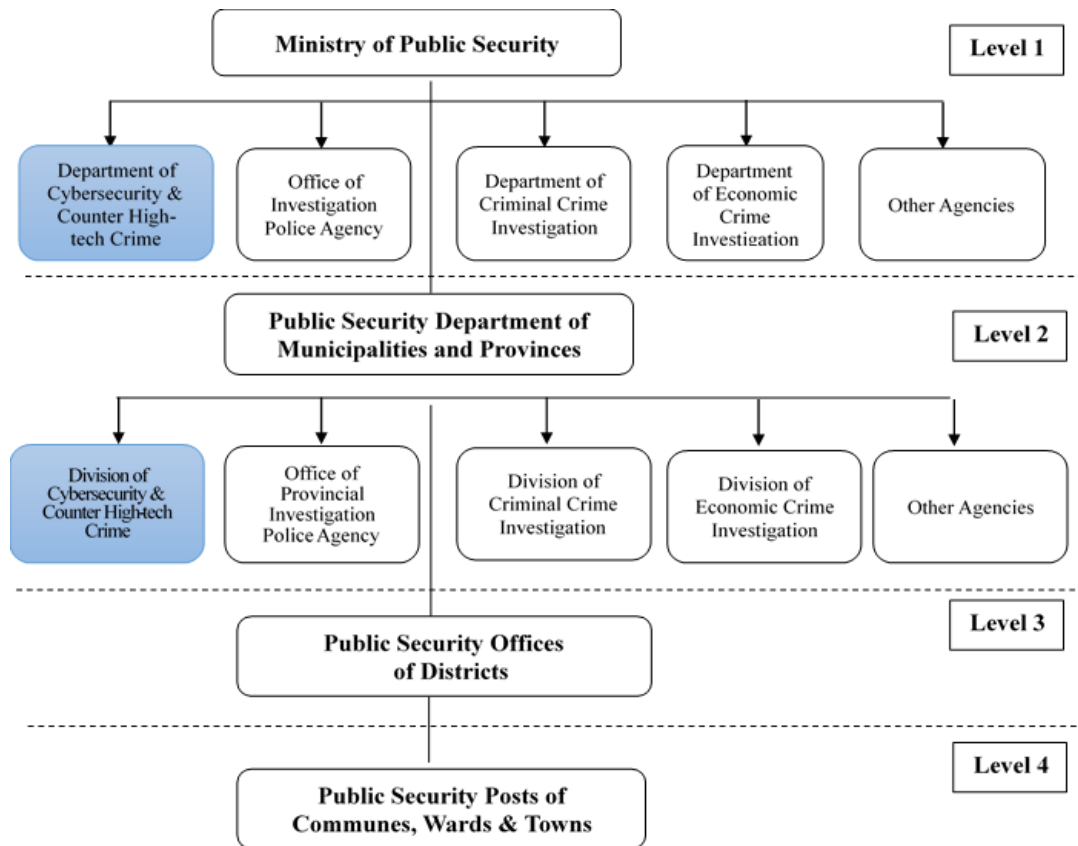 Ministry of Public Security
Level 1
Department of
Cybersecurity &
Counter High-
tech Crime
Office of
Investigation
Police Agency
Department of
Criminal Crime
Investigation
Department
of Economic
Crime
Investigation
Other Agencies
Public Security Department of
Municipalities and Provinces
Level 2
Division of
Cybersecurity &
Counter High-tech
Crime
Office of
Provincial
Investigation
Police Agency
Division of
Criminal Crime
Investigation
Division of
Economic Crime
Investigation
Other Agencies
Level 3
Public Security Offices
of Districts
Level 4
Public Security Posts of
Communes, Wards & Towns